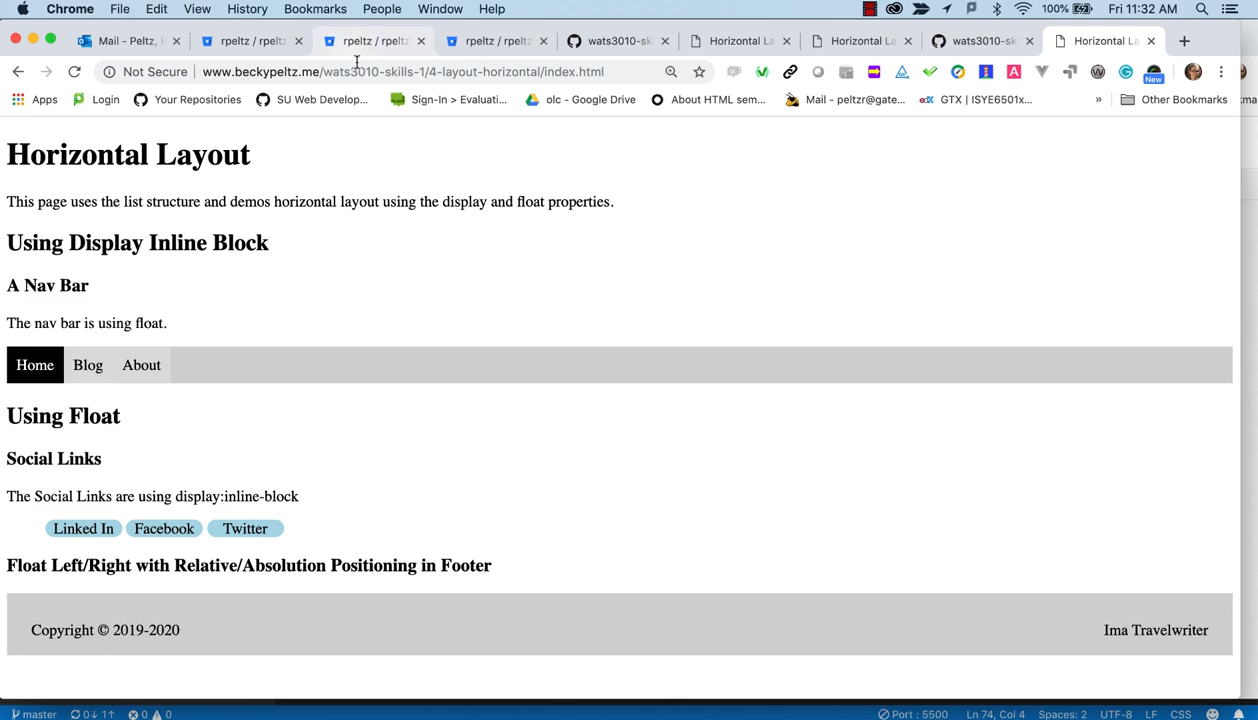 Chrome File Edit View History Bookmarks People Window Help 100% Fri 11:32 AM
Mail - Peltz, rpeltz / rpeltz rpeltz / rpeltz rpeltz / rpeltz wats3010-sk Horizontal La Horizontal La wats3010-sk Horizontal La
Not Secure www.beckypeltz.me/wats3010-skills-1/4-layout-horizontal/index.html New
Apps Login Your Repositories SU Web Develop... Sign-In > Evaluati... olc - Google Drive About HTML sem... Mail - peltzr@gate... edX GTX | ISYE6501x... » Other Bookmarks
Horizontal Layout
This page uses the list structure and demos horizontal layout using the display and float properties.
Using Display Inline Block
A Nav Bar
The nav bar is using float.
Home Blog About
Using Float
Social Links
The Social Links are using display:inline-block
Linked In Facebook Twitter
Float Left/Right with Relative/Absolution Positioning in Footer
Copyright © 2019-2020 Ima Travelwriter
master 0↓ 1↑ 0 0 Port : 5500 Ln 74, Col 4 Spaces: 2 UTF-8 LF CSS